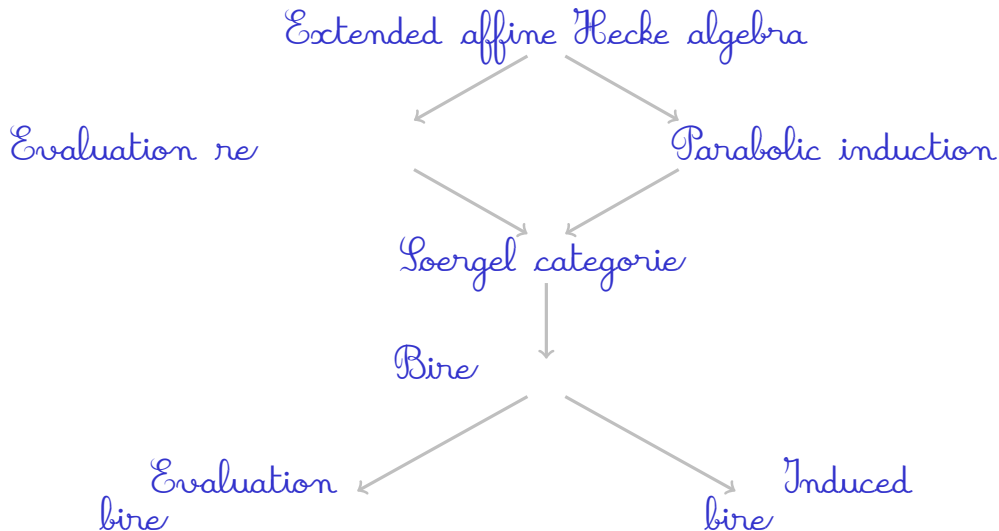 Extended affine Hecke algebra
Evaluation re
Parabolic induction
Soergel categorie
Bire
Evaluation
bire
Induced
bire